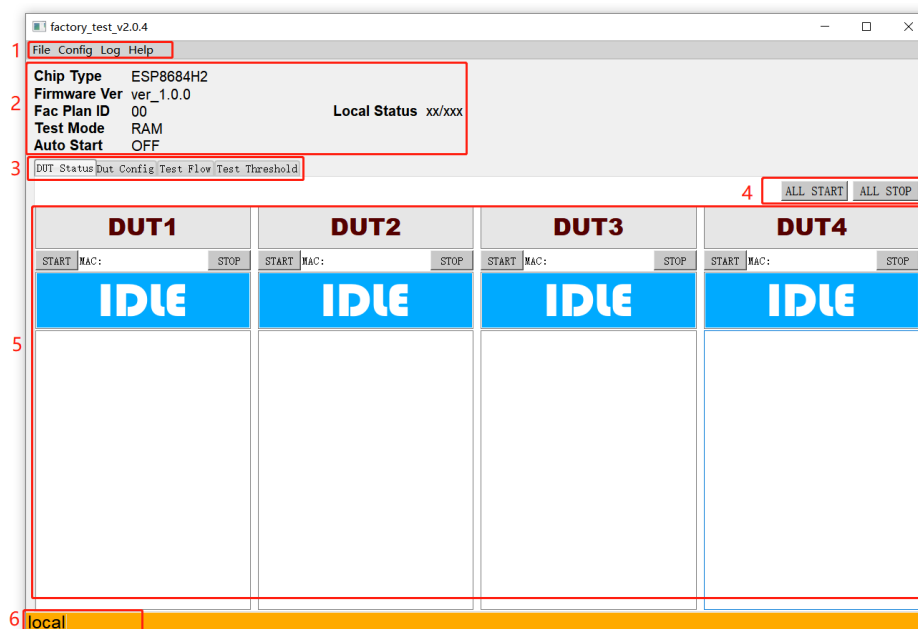 factory_test_v2.0.4
1 File Config Log Help
Chip Type ESP8684H2
Firmware Ver ver_1.0.0
2 Fac Plan ID 00 Local Status xx/xxx
Test Mode RAM
Auto Start OFF
3 DUT Status Dut Config Test Flow Test Threshold
4 ALL START ALL STOP
DUT1 DUT2 DUT3 DUT4
START MAC: STOP START MAC: STOP START MAC: STOP START MAC: STOP
IDLE IDLE IDLE IDLE
5
6 local